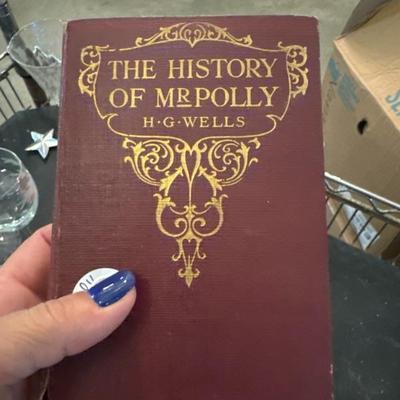 THE HISTORY
OF MR POLLY
H·G·WELLS